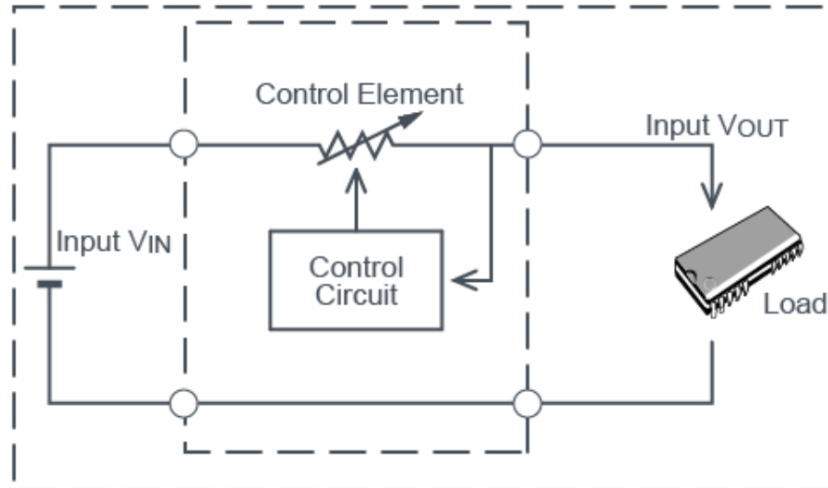 Control Element
Input VOUT
Input VIN
Control
Circuit
Load